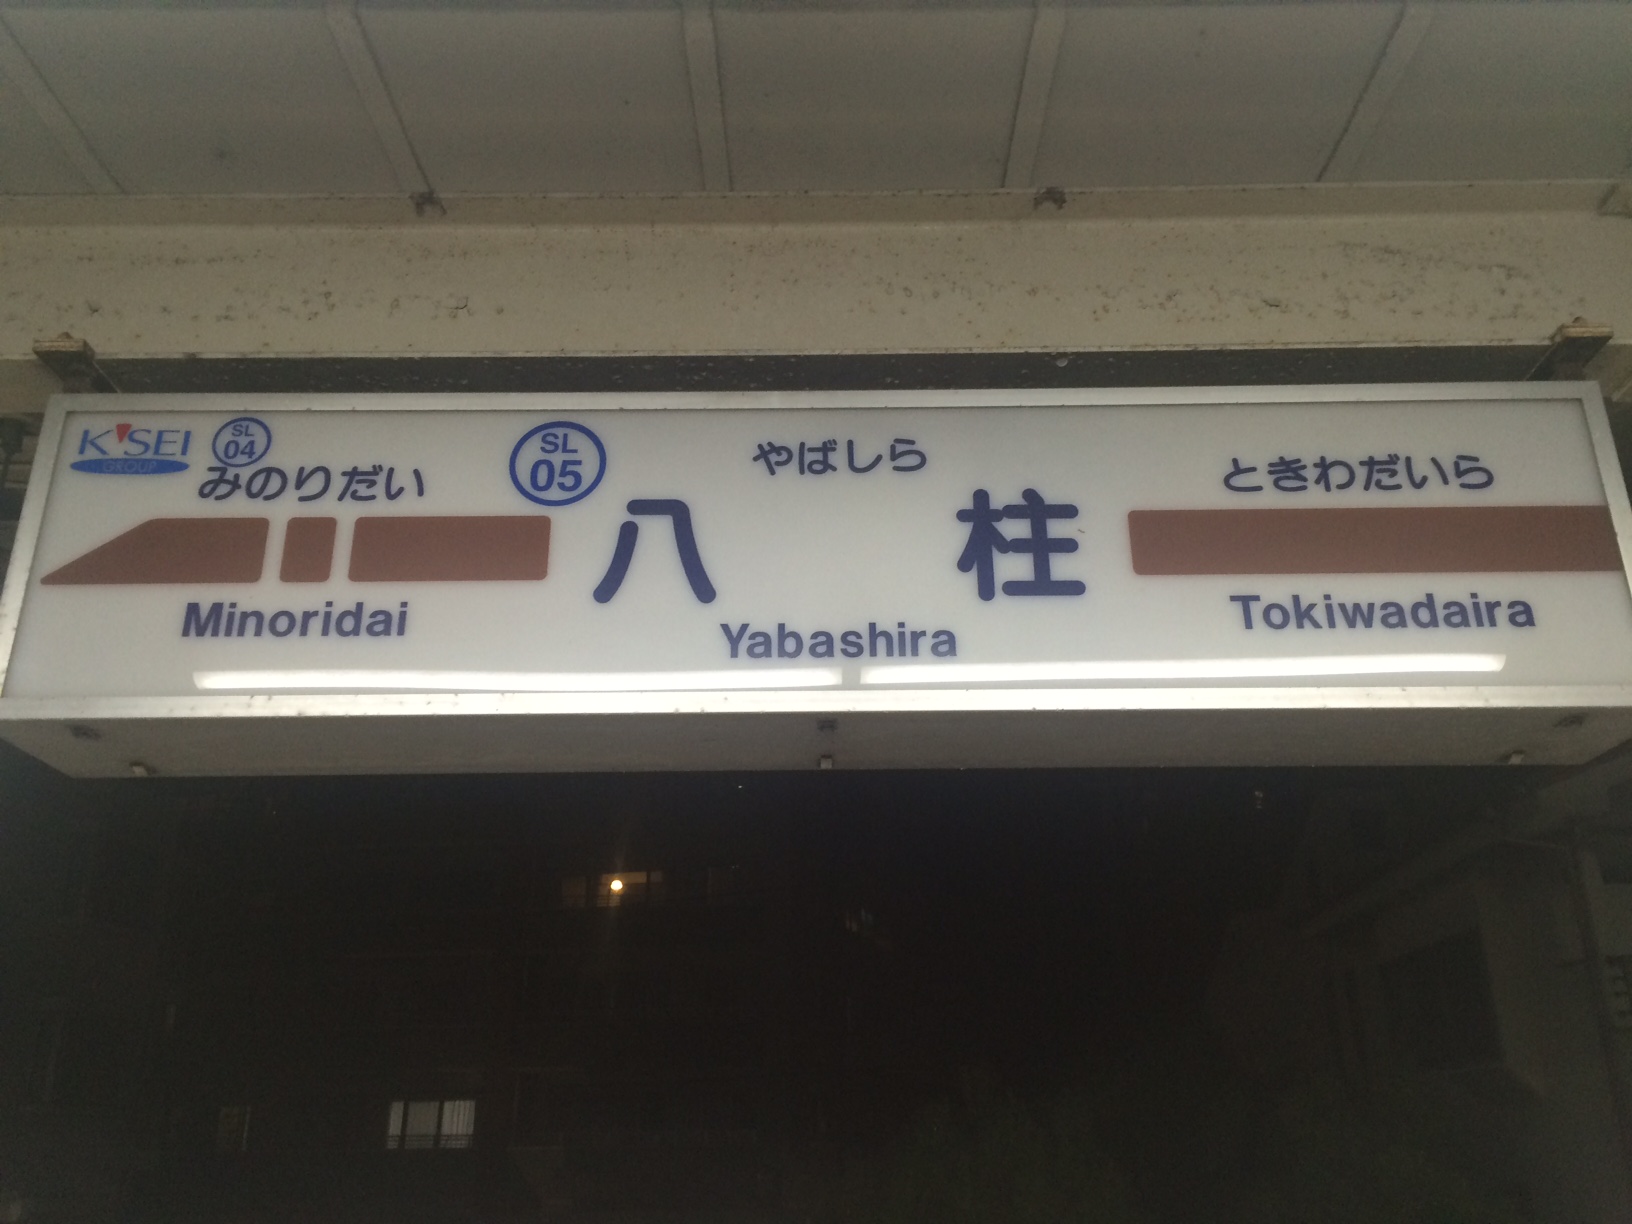 K'SEI
GROUP
SL
04
みのりだい
Minoridai
SL
05
やばしら
八柱
Yabashira
ときわだいら
Tokiwadaira